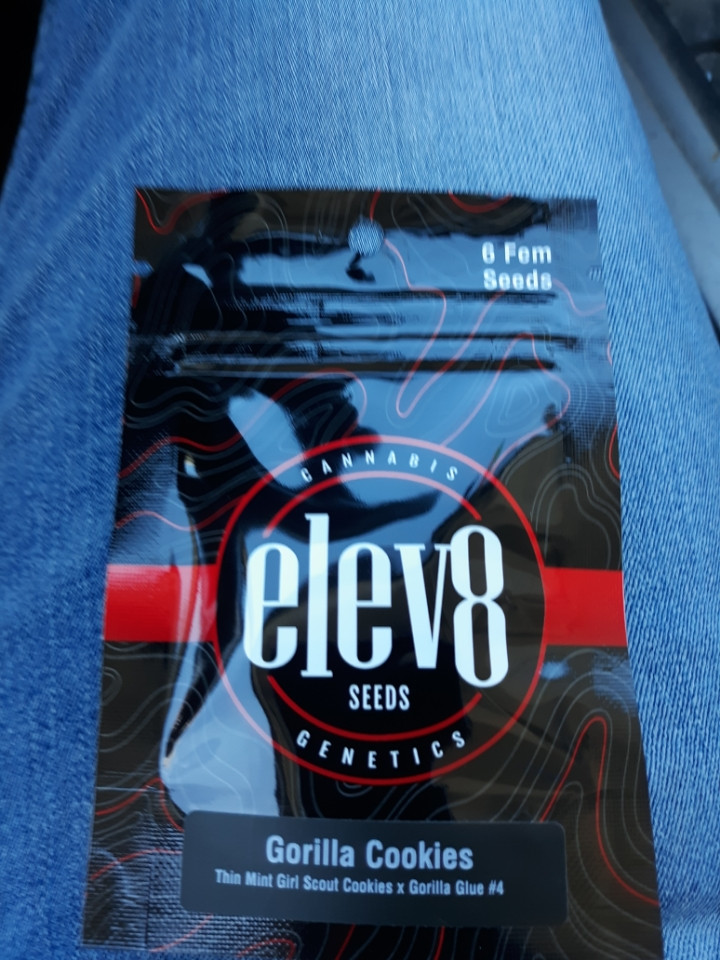 6 Fem
Seeds
CANNABIS
elev8
SEEDS
GENETICS
Gorilla Cookies
Thin Mint Girl Scout Cookies x Gorilla Glue #4